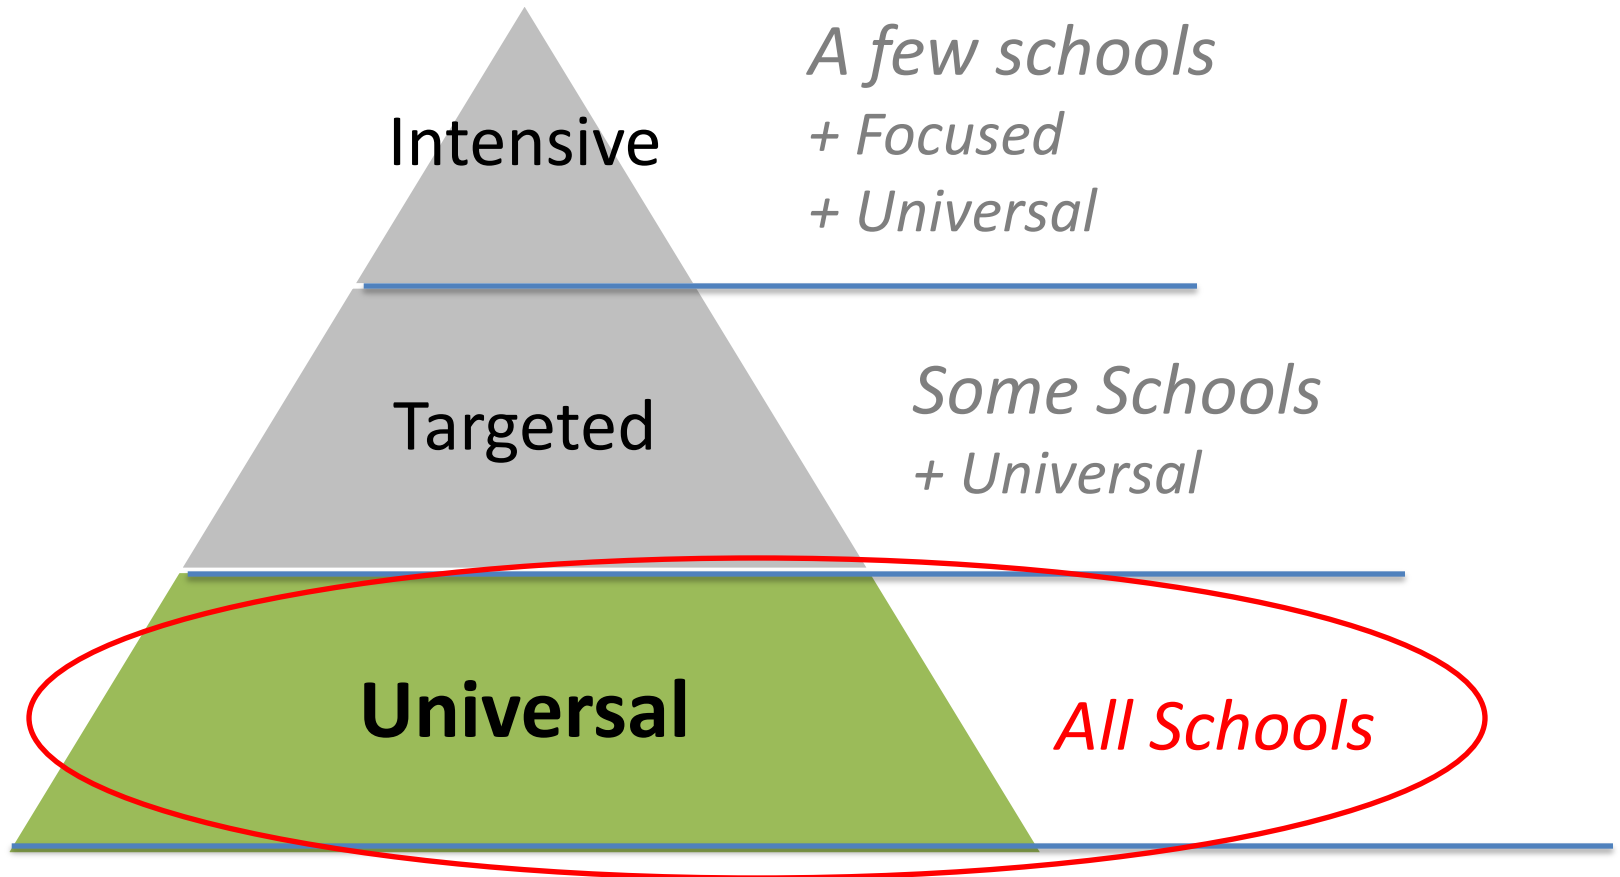 Intensive
A few schools
+ Focused
+ Universal
Targeted
Some Schools
+ Universal
Universal
All Schools